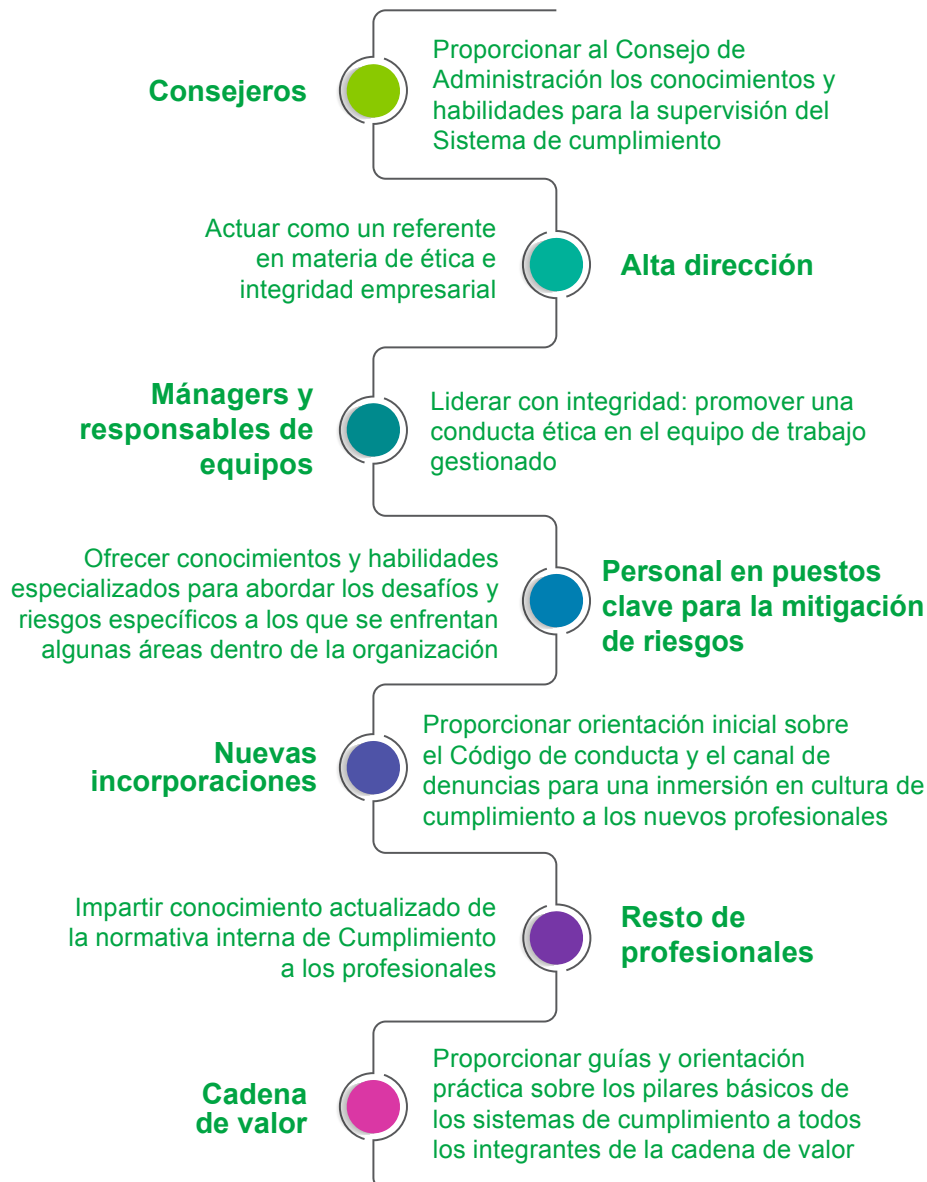 Consejeros
Proporcionar al Consejo de
Administración los conocimientos y
habilidades para la supervisión del
Sistema de cumplimiento
Actuar como un referente
en materia de ética e
integridad empresarial
Alta dirección
Mánagers y
responsables de
equipos
Liderar con integridad: promover una
conducta ética en el equipo de trabajo
gestionado
Ofrecer conocimientos y habilidades
especializados para abordar los desafíos y
riesgos específicos a los que se enfrentan
algunas áreas dentro de la organización
Personal en puestos
clave para la mitigación
de riesgos
Nuevas
incorporaciones
Proporcionar orientación inicial sobre
el Código de conducta y el canal de
denuncias para una inmersión en cultura de
cumplimiento a los nuevos profesionales
Impartir conocimiento actualizado de
la normativa interna de Cumplimiento
a los profesionales
Resto de
profesionales
Cadena
de valor
Proporcionar guías y orientación
práctica sobre los pilares básicos de
los sistemas de cumplimiento a todos
los integrantes de la cadena de valor